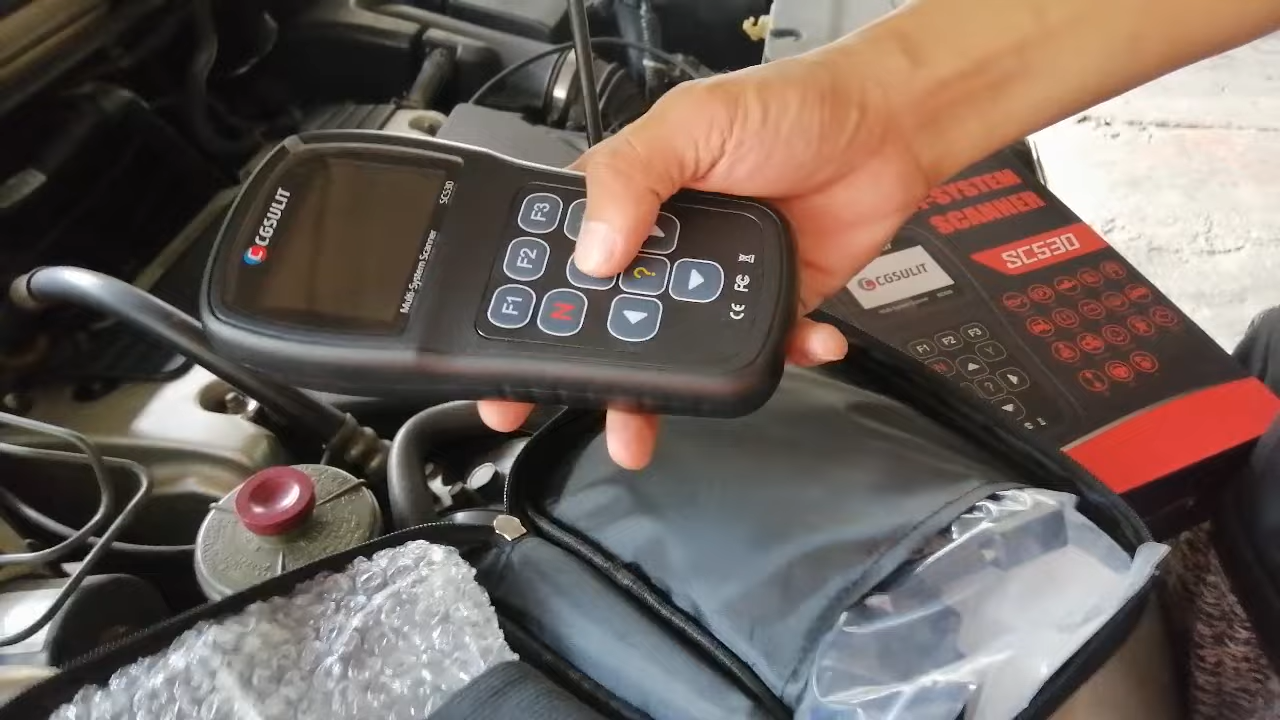 CGSULIT
SC530
Multi-System Scanner
F3
F2
F1
N
?
CE FC
-SYSTEM
SCANNER
SC530
CGSULIT
F1 F2 F3
N
Y
?